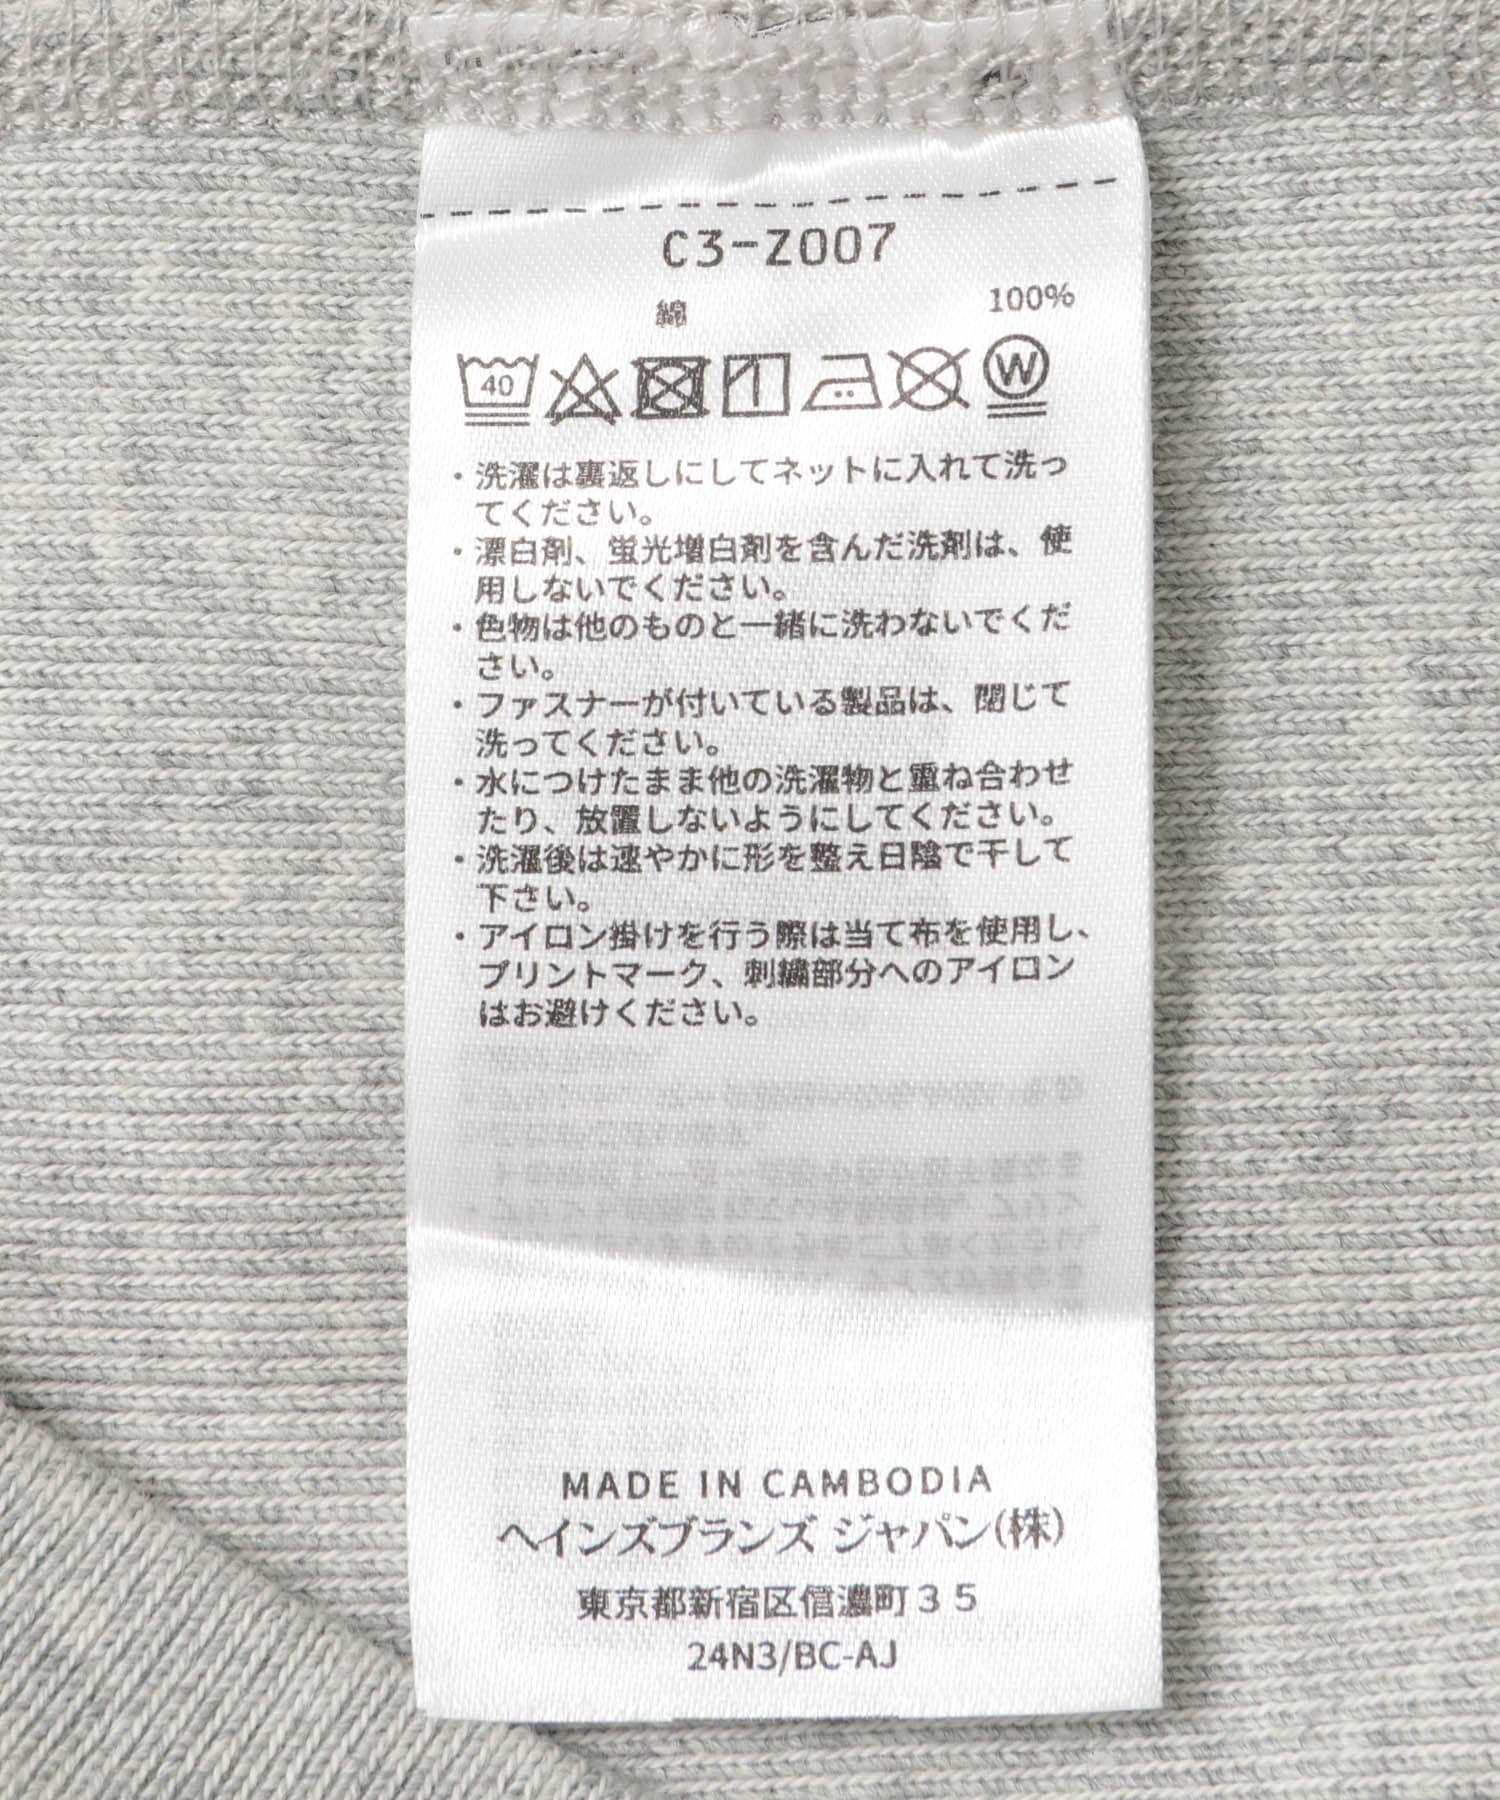 C3-Z007
綿 100%
40
W
・洗濯は裏返しにしてネットに入れて洗っ
てください。
・漂白剤、蛍光増白剤を含んだ洗剤は、使
用しないでください。
・色物は他のものと一緒に洗わないでくだ
さい。
・ファスナーが付いている製品は、閉じて
洗ってください。
・水につけたまま他の洗濯物と重ね合わせ
たり、放置しないようにしてください。
・洗濯後は速やかに形を整え日陰で干して
下さい。
・アイロン掛けを行う際は当て布を使用し、
プリントマーク、刺繍部分へのアイロン
はお避けください。
MADE IN CAMBODIA
ヘインズブランズ ジャパン(株)
東京都新宿区信濃町35
24N3/BC-AJ